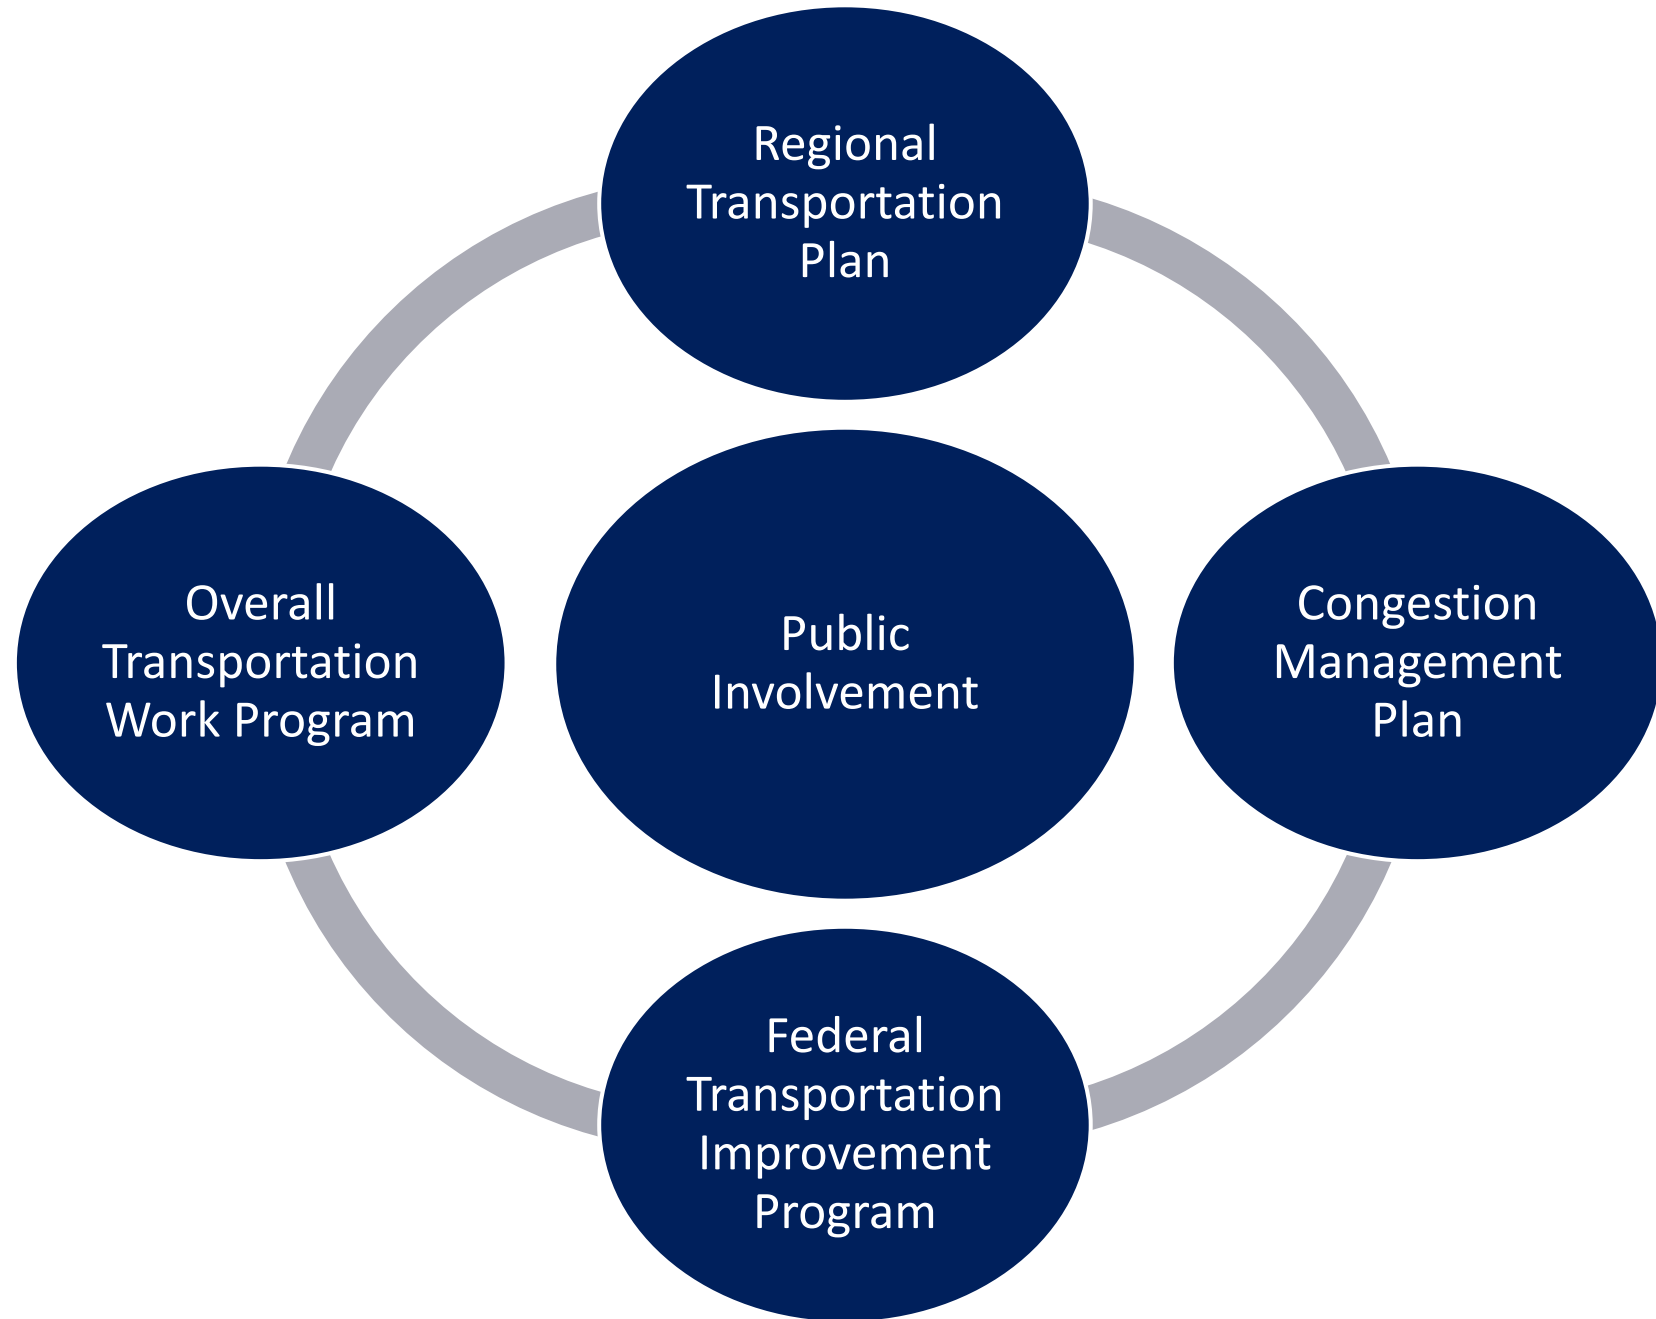 Regional
Transportation
Plan
Overall
Transportation
Work Program
Public
Involvement
Congestion
Management
Plan
Federal
Transportation
Improvement
Program